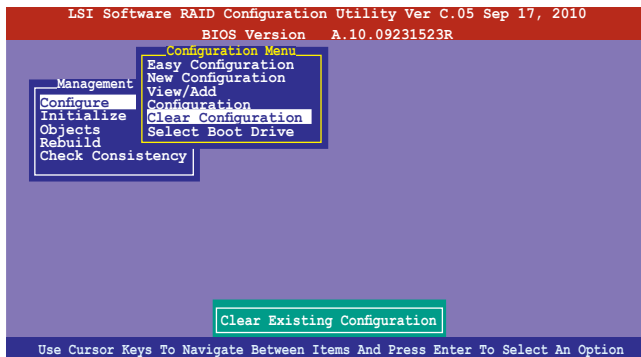 LSI Software RAID Configuration Utility Ver C.05 Sep 17, 2010
BIOS Version A.10.09231523R
Configuration Menu
Easy Configuration
New Configuration
View/Add
Configuration
Clear Configuration
Select Boot Drive
Management
Configure
Initialize
Objects
Rebuild
Check Consistency
Clear Existing Configuration
Use Cursor Keys To Navigate Between Items And Press Enter To Select An Option